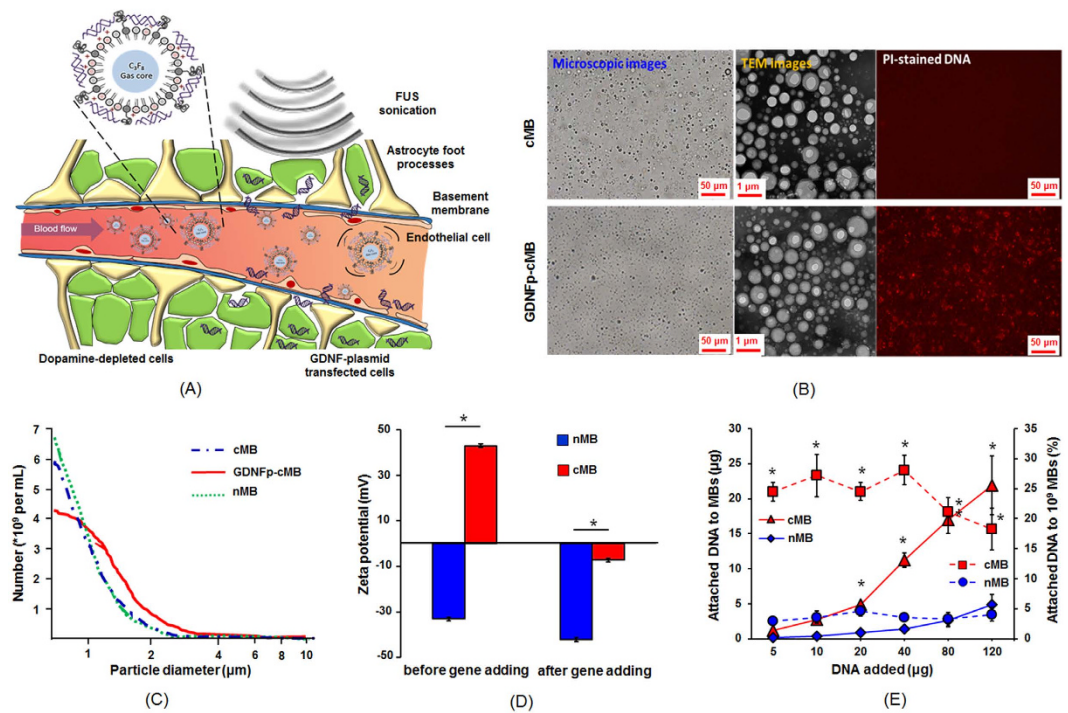 C₃F₈
Gas core
FUS
sonication
Astrocyte foot
processes
Basement
membrane
Endothelial cell
Blood flow
Dopamine-depleted cells
GDNF-plasmid
transfected cells
(A)
Microscopic images
TEM Images
PI-stained DNA
cMB
50 µm
1 µm
50 µm
GDNFp-cMB
50 µm
1 µm
50 µm
(B)
Number (*10⁹ per mL)
7
6
5
4
3
2
1
cMB
GDNFp-cMB
nMB
1
2
4
6
8
10
Particle diameter (µm)
(C)
Zeta potential (mV)
70
30
-10
-50
*
*
nMB
cMB
before gene adding
after gene adding
(D)
Attached DNA to MBs (µg)
30
25
20
15
10
5
0
* * * * * *
* * *
cMB
nMB
cMB
nMB
35
30
25
20
15
10
5
0
Attached DNA to 10⁹ MBs (%)
5
10
20
40
80
120
DNA added (µg)
(E)